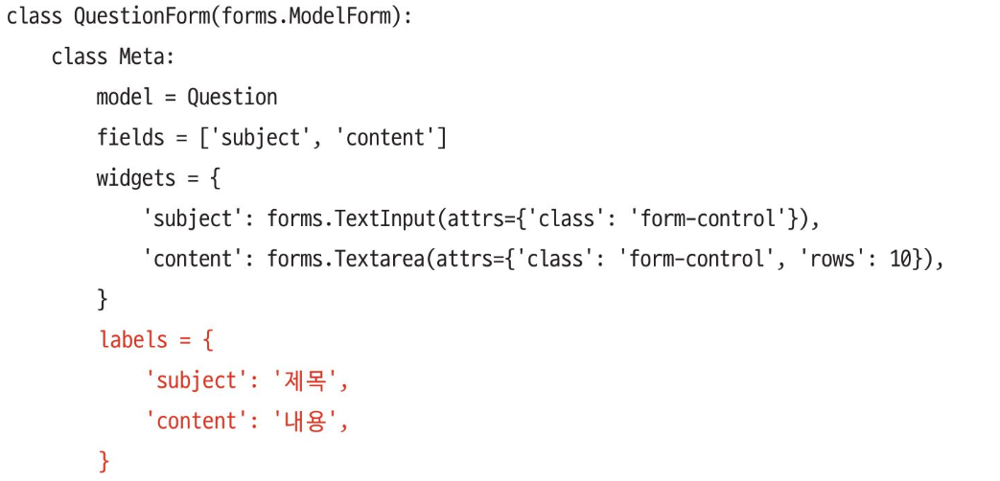 class QuestionForm(forms.ModelForm):
    class Meta:
        model = Question
        fields = ['subject', 'content']
        widgets = {
            'subject': forms.TextInput(attrs={'class': 'form-control'}),
            'content': forms.Textarea(attrs={'class': 'form-control', 'rows': 10}),
        }
        labels = {
            'subject': '제목',
            'content': '내용',
        }